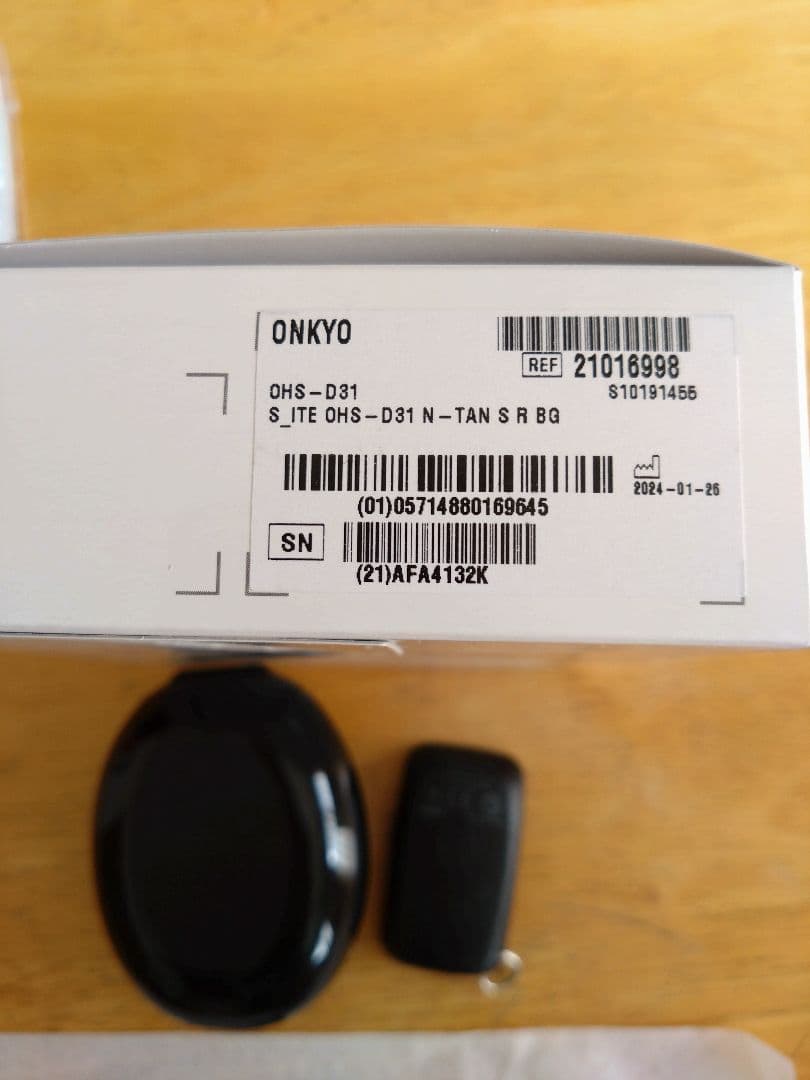 ONKYO
REF 21016998
OHS-D31
S10191455
S_ITE OHS-D31 N-TAN S R BG
2024-01-26
(01)05714880169645
SN
(21)AFA4132K